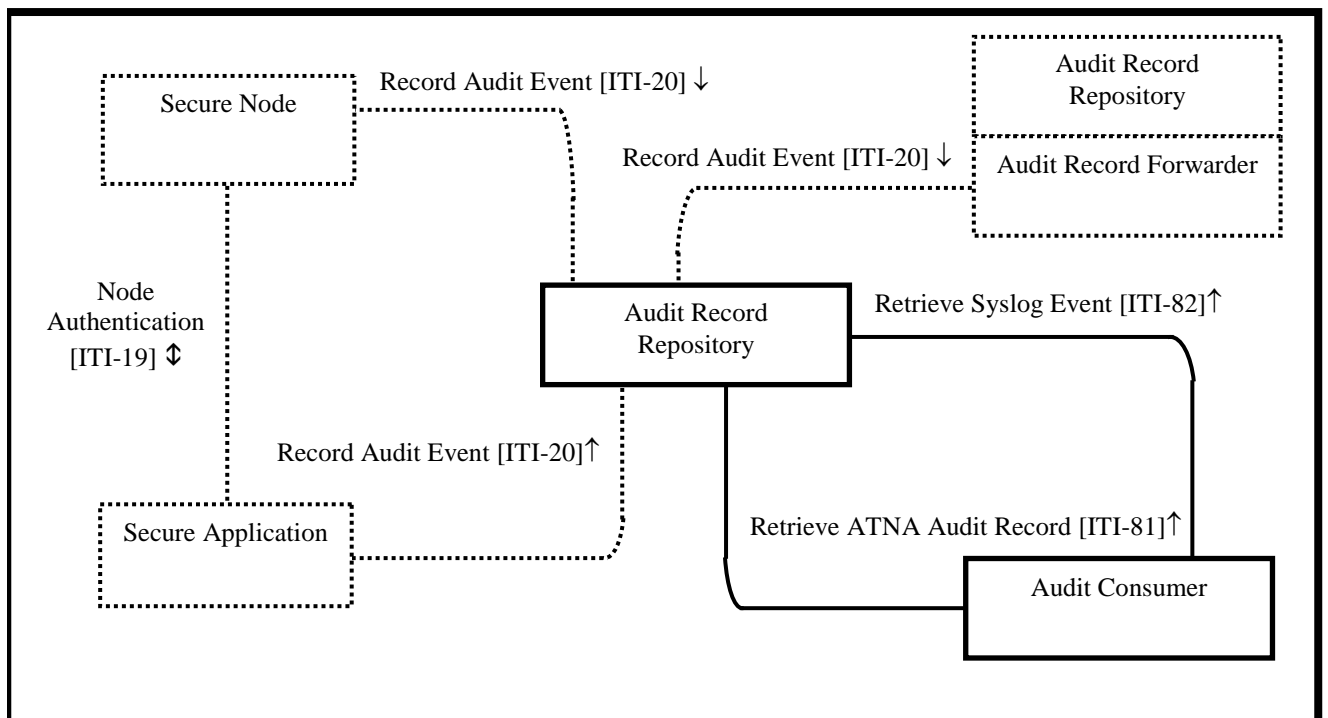 Secure Node
Record Audit Event [ITI-20] ↓
Audit Record
Repository
Record Audit Event [ITI-20] ↓
Audit Record Forwarder
Node
Authentication
[ITI-19] ⇕
Audit Record
Repository
Retrieve Syslog Event [ITI-82]↑
Record Audit Event [ITI-20]↑
Secure Application
Retrieve ATNA Audit Record [ITI-81]↑
Audit Consumer